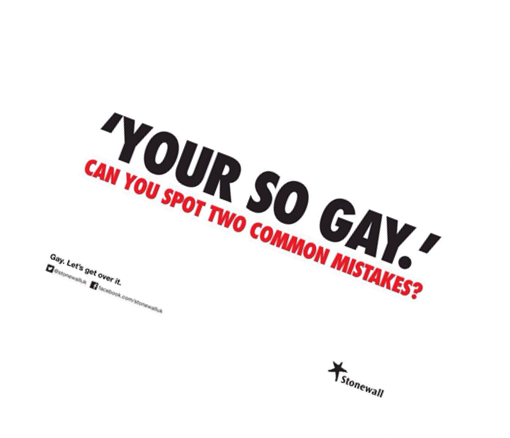 'YOUR SO GAY.'
CAN YOU SPOT TWO COMMON MISTAKES?
Gay. Let's get over it.
@stonewalluk facebook.com/stonewalluk
Stonewall